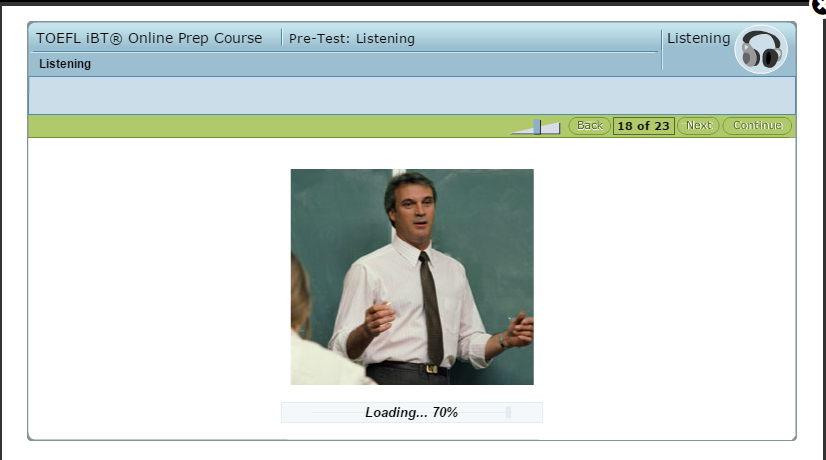 TOEFL iBT® Online Prep Course
Pre-Test: Listening
Listening
Listening
Back
18 of 23
Next
Continue
Loading... 70%